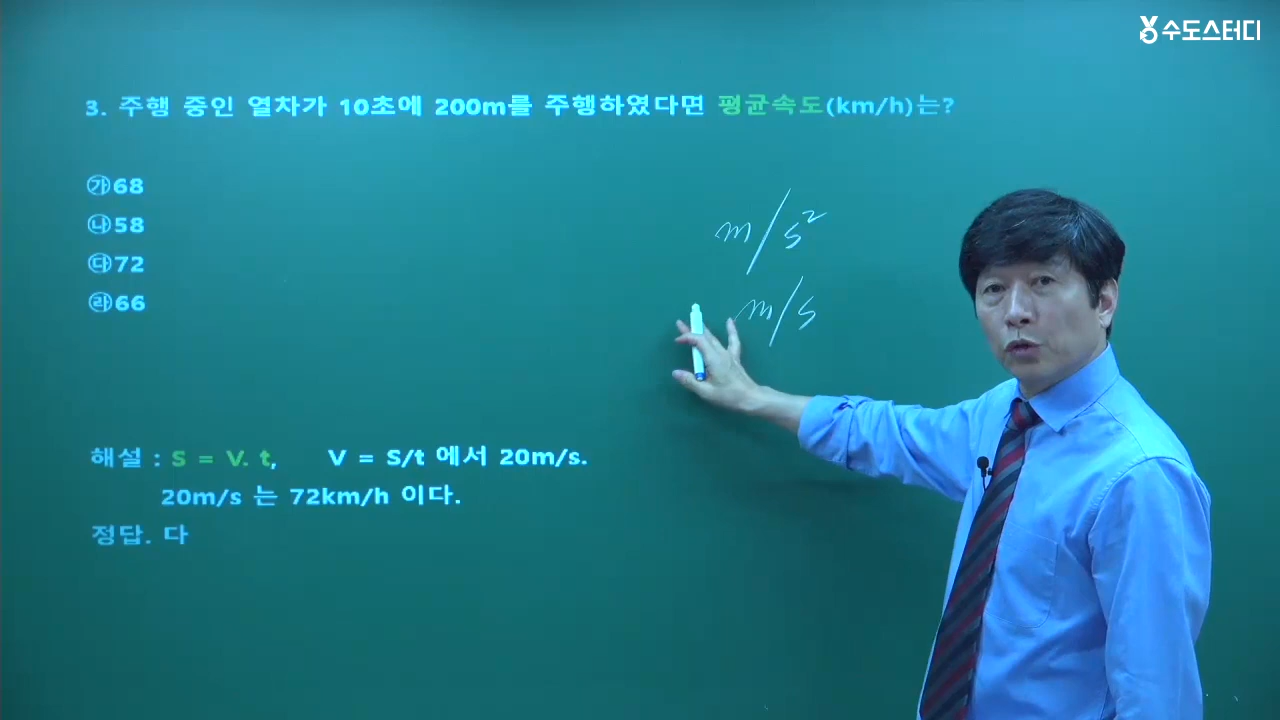 수도스터디
3. 주행 중인 열차가 10초에 200m를 주행하였다면 평균속도(km/h)는?
㉮68
㉯58
㉰72
㉱66
m/s²
m/s
해설 : S = V. t, V = S/t 에서 20m/s.
20m/s 는 72km/h 이다.
정답. 다